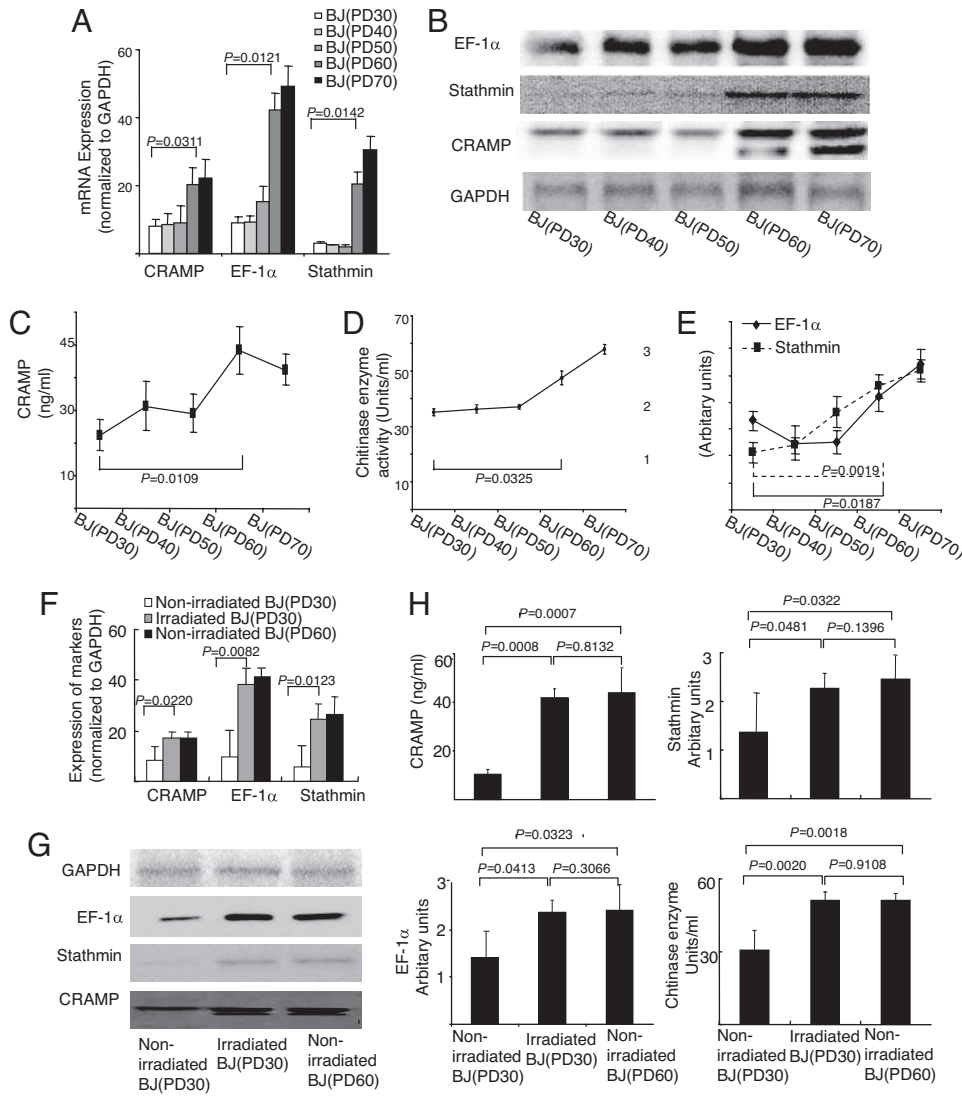 A
BJ(PD30)
BJ(PD40)
BJ(PD50)
BJ(PD60)
BJ(PD70)
mRNA Expression
(normalized to GAPDH)
60
40
20
P=0.0311
P=0.0121
P=0.0142
CRAMP
EF-1α
Stathmin
B
EF-1α
Stathmin
CRAMP
GAPDH
BJ(PD30)
BJ(PD40)
BJ(PD50)
BJ(PD60)
BJ(PD70)
C
CRAMP
(ng/ml)
45
30
10
P=0.0109
BJ(PD30)
BJ(PD40)
BJ(PD50)
BJ(PD60)
BJ(PD70)
D
Chitinase enzyme
activity (Units/ml)
70
50
30
10
P=0.0325
BJ(PD30)
BJ(PD40)
BJ(PD50)
BJ(PD60)
BJ(PD70)
E
EF-1α
Stathmin
(Arbitary units)
3
2
1
P=0.0019
P=0.0187
BJ(PD30)
BJ(PD40)
BJ(PD50)
BJ(PD60)
BJ(PD70)
F
Non-irradiated BJ(PD30)
Irradiated BJ(PD30)
Non-irradiated BJ(PD60)
Expression of markers
(normalized to GAPDH)
60
40
20
P=0.0220
P=0.0082
P=0.0123
CRAMP
EF-1α
Stathmin
G
GAPDH
EF-1α
Stathmin
CRAMP
Non-
irradiated
BJ(PD30)
Irradiated
BJ(PD30)
Non-
irradiated
BJ(PD60)
H
CRAMP (ng/ml)
60
40
20
P=0.0007
P=0.0008
P=0.8132
Stathmin
Arbitary units
3
2
1
P=0.0322
P=0.0481
P=0.1396
EF-1α
Arbitary units
3
2
1
P=0.0323
P=0.0413
P=0.3066
Non-
irradiated
BJ(PD30)
Irradiated
BJ(PD30)
Non-
irradiated
BJ(PD60)
Chtinase enzyme
Units/ml
60
30
P=0.0018
P=0.0020
P=0.9108
Non-
irradiated
BJ(PD30)
Irradiated
BJ(PD30)
Non-
irradiated
BJ(PD60)